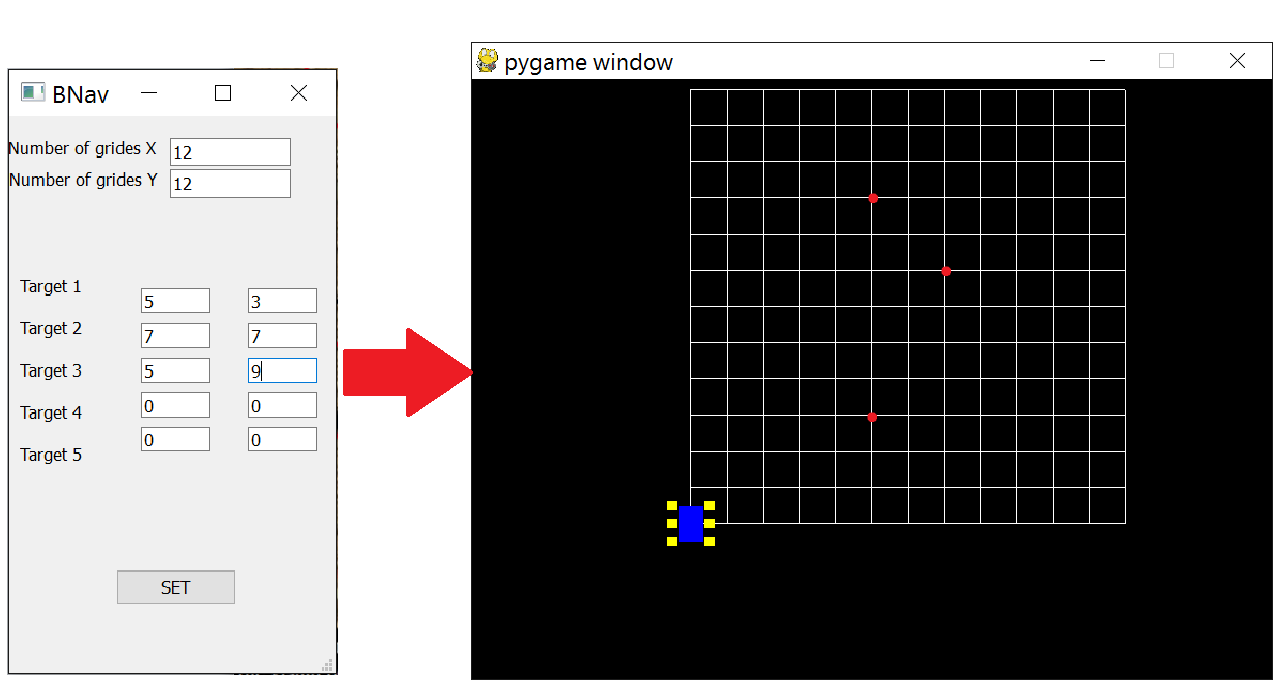 BNav
Number of grides X 12
Number of grides Y 12
Target 1 5 3
Target 2 7 7
Target 3 5 9
Target 4 0 0
Target 5 0 0
SET
pygame window